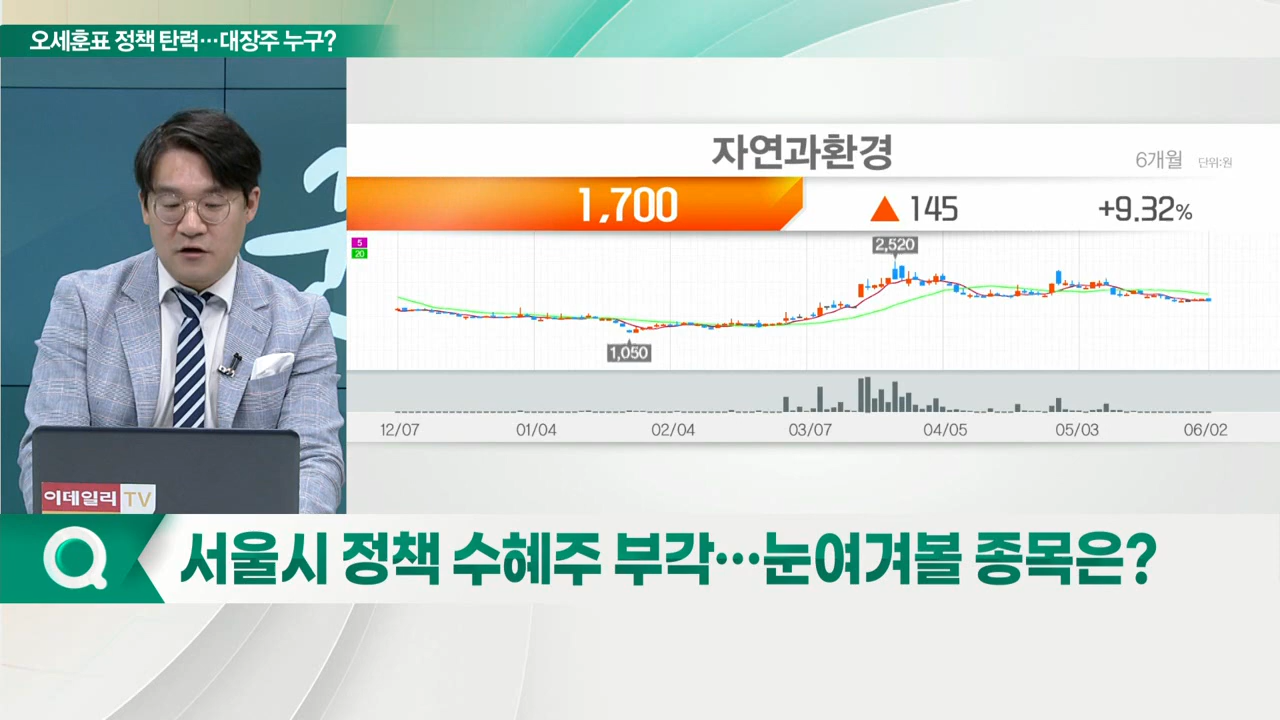 오세훈표 정책 탄력…대장주 누구?
자연과환경
6개월 단위:원
1,700 ▲ 145 +9.32%
5
20
2,520
1,050
12/07 01/04 02/04 03/07 04/05 05/03 06/02
이데일리TV
서울시 정책 수혜주 부각…눈여겨볼 종목은?